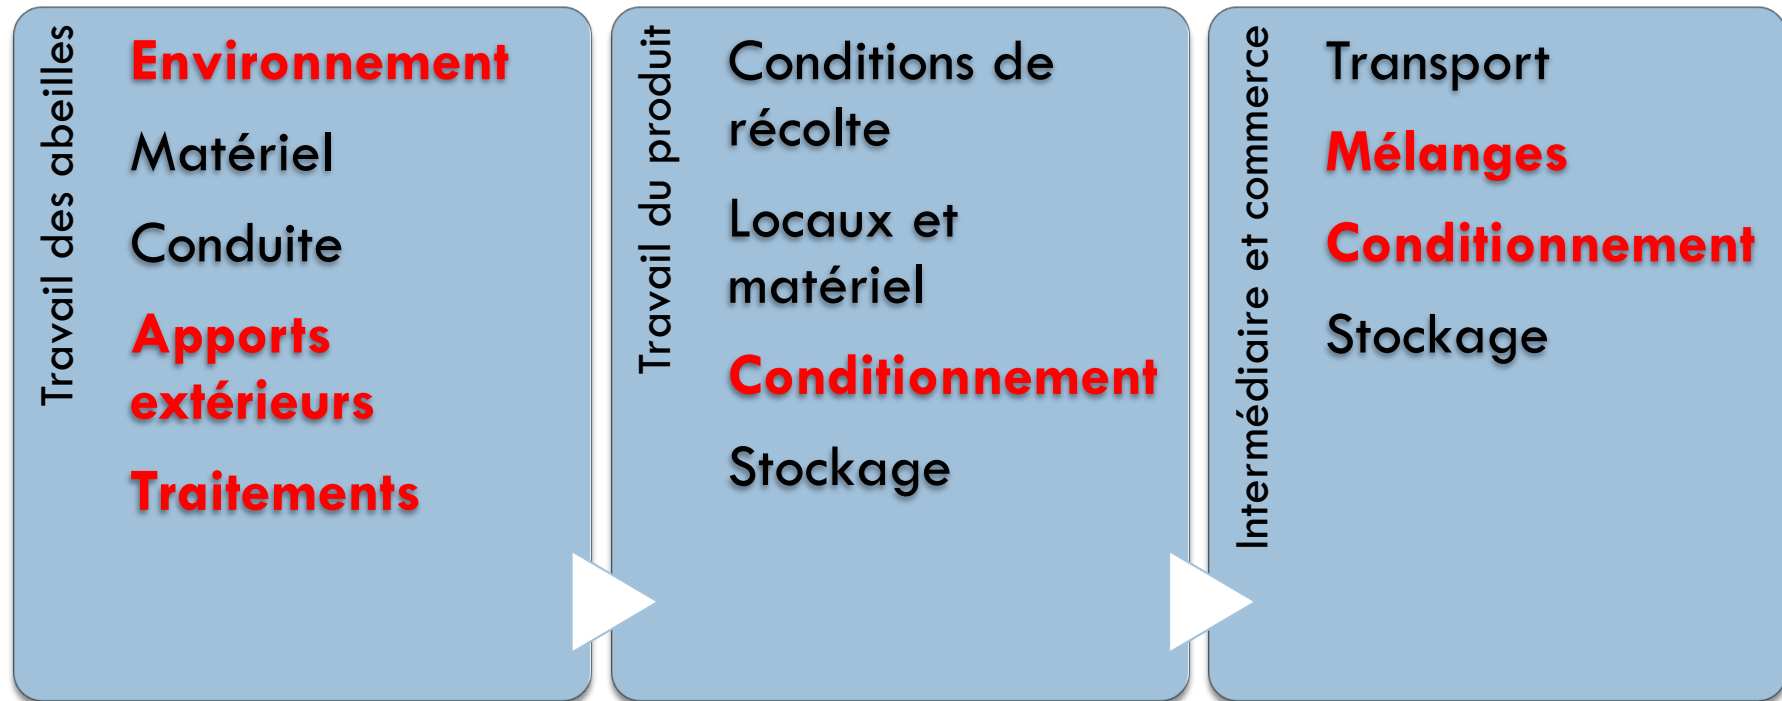 Travail des abeilles
Environnement
Matériel
Conduite
Apports
extérieurs
Traitements
Travail du produit
Conditions de
récolte
Locaux et
matériel
Conditionnement
Stockage
Intermédiaire et commerce
Transport
Mélanges
Conditionnement
Stockage